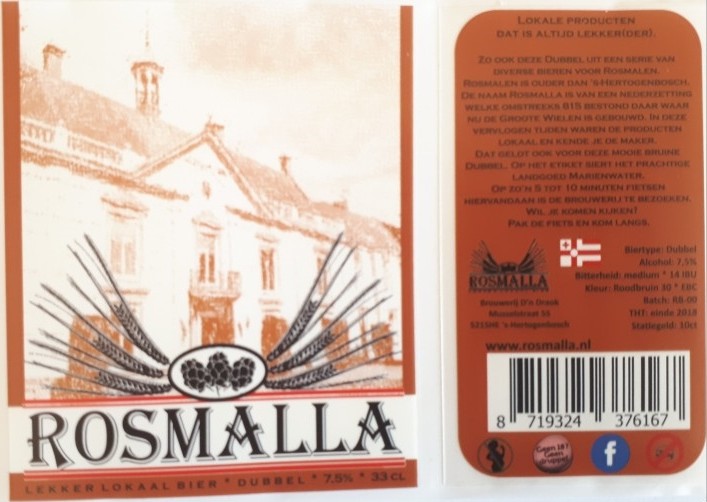 ROSMALLA
LEKKER LOKAAL BIER * DUBBEL * 7,5% * 33 CL
LOKALE PRODUCTEN
DAT IS ALTIJD LEKKER(DER).
ZO OOK DEZE DUBBEL UIT EEN SERIE VAN
DIVERSE BIEREN VOOR ROSMALEN.
ROSMALEN IS OUDER DAN 'S-HERTOGENBOSCH.
DE NAAM ROSMALLA IS VAN EEN NEDERZETTING
WELKE OMSTREEKS 815 BESTOND DAAR WAAR
NU DE GROOTE WIELEN IS GEBOUWD. IN DEZE
VERVLOGEN TIJDEN WAREN DE PRODUCTEN
LOKAAL EN KENDE JE DE MAKER.
DAT GELDT OOK VOOR DEZE MOOIE BRUINE
DUBBEL. OP HET ETIKET SIERT HET PRACHTIGE
LANDGOED MARIENWATER.
OP ZO'N 5 TOT 10 MINUTEN FIETSEN
HIERVANDAAN IS DE BROUWERIJ TE BEZOEKEN.
WIL JE KOMEN KIJKEN?
PAK DE FIETS EN KOM LANGS.
ROSMALLA
Brouwerij D'n Draok
5215HE 's Hertogenbosch
Biertype: Dubbel
Alcohol: 7,5%
Bitterheid: medium * 14 IBU
Kleur: Roodbruin 30 * EBC
Batch: RB-00
THT: einde 2018
Statiegeld: 10ct
www.rosmalla.nl
8 719324 376167
Geen 18?
Geen
druppel
f